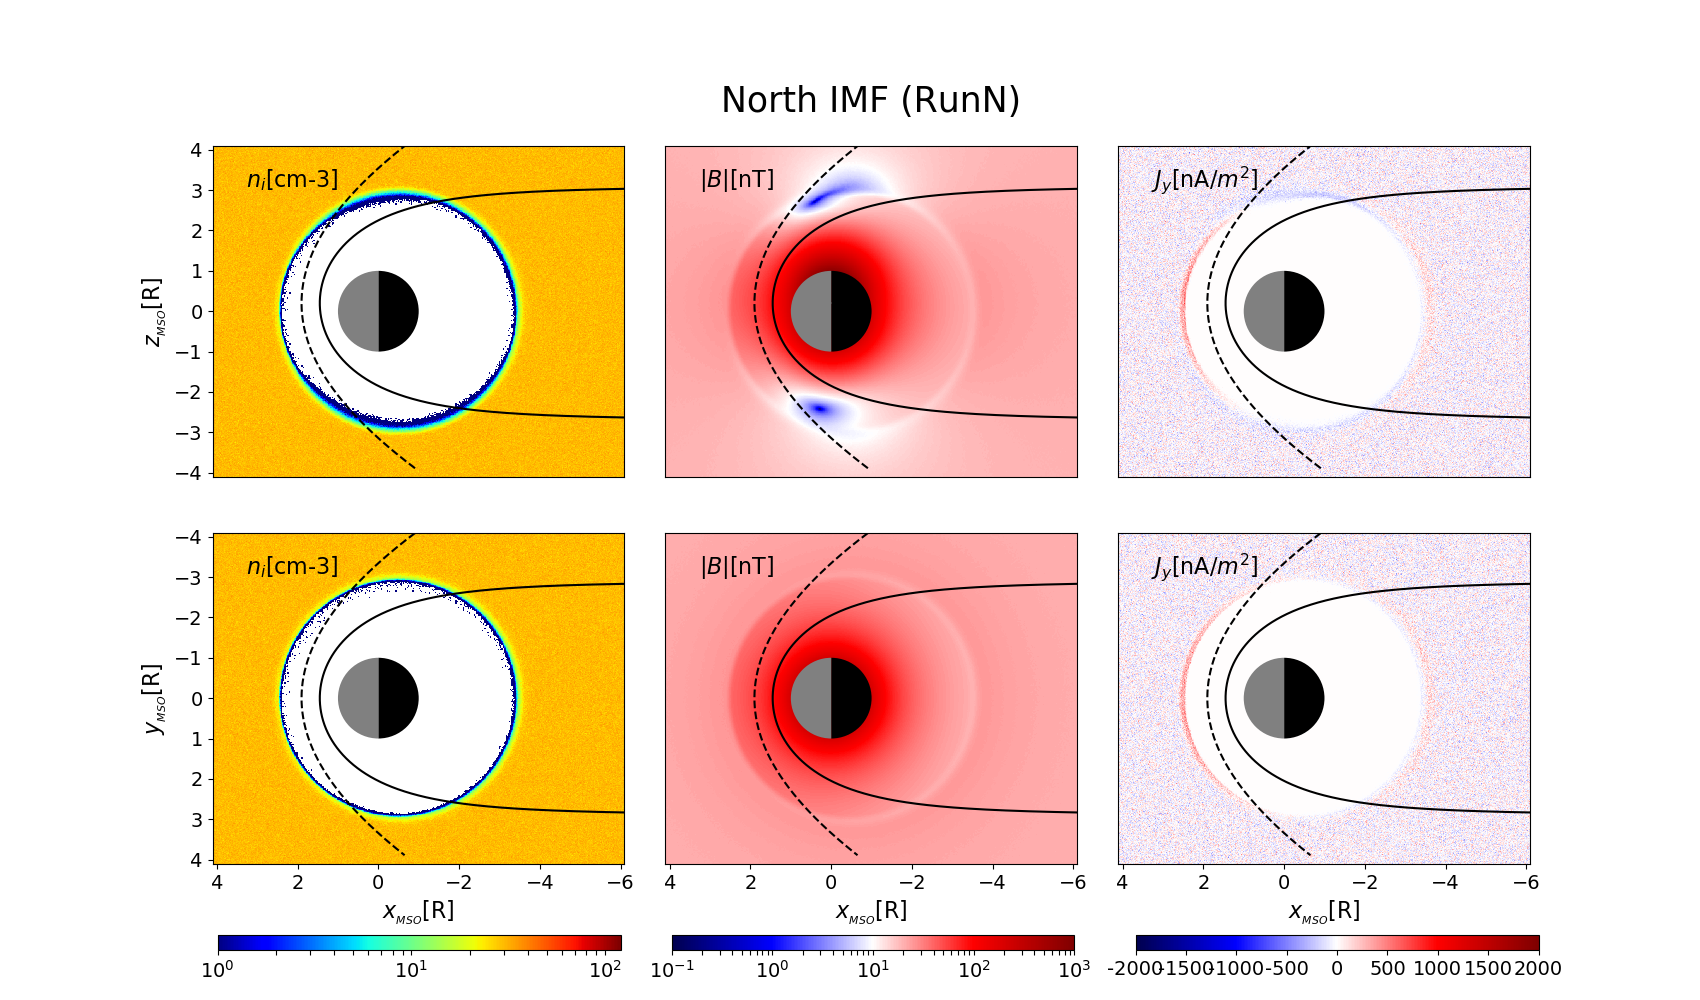 North IMF (RunN)
n_i[cm-3] |B|[nT] J_y[nA/m^2]
4
3
2
1
0
−1
−2
−3
−4
z_MSO[R]
n_i[cm-3] |B|[nT] J_y[nA/m^2]
−4
−3
−2
−1
0
1
2
3
4
y_MSO[R]
4 2 0 −2 −4 −6 4 2 0 −2 −4 −6 4 2 0 −2 −4 −6
x_MSO[R] x_MSO[R] x_MSO[R]
10^0 10^1 10^2 10^−1 10^0 10^1 10^2 10^3 -2000 -1500 -1000 -500 0 500 1000 1500 2000